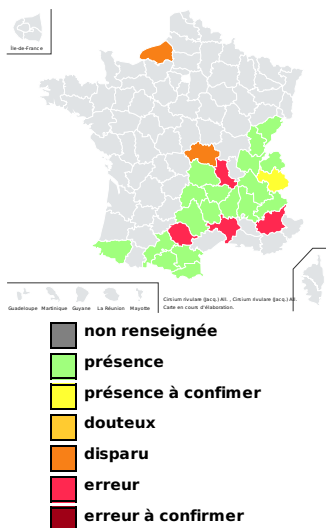 Île-de-France
Guadeloupe Martinique Guyane La Réunion Mayotte
Cirsium rivulare (Jacq.) All. , Cirsium rivulare (Jacq.) All.
Carte en cours d'élaboration.
non renseignée
présence
présence à confimer
douteux
disparu
erreur
erreur à confirmer